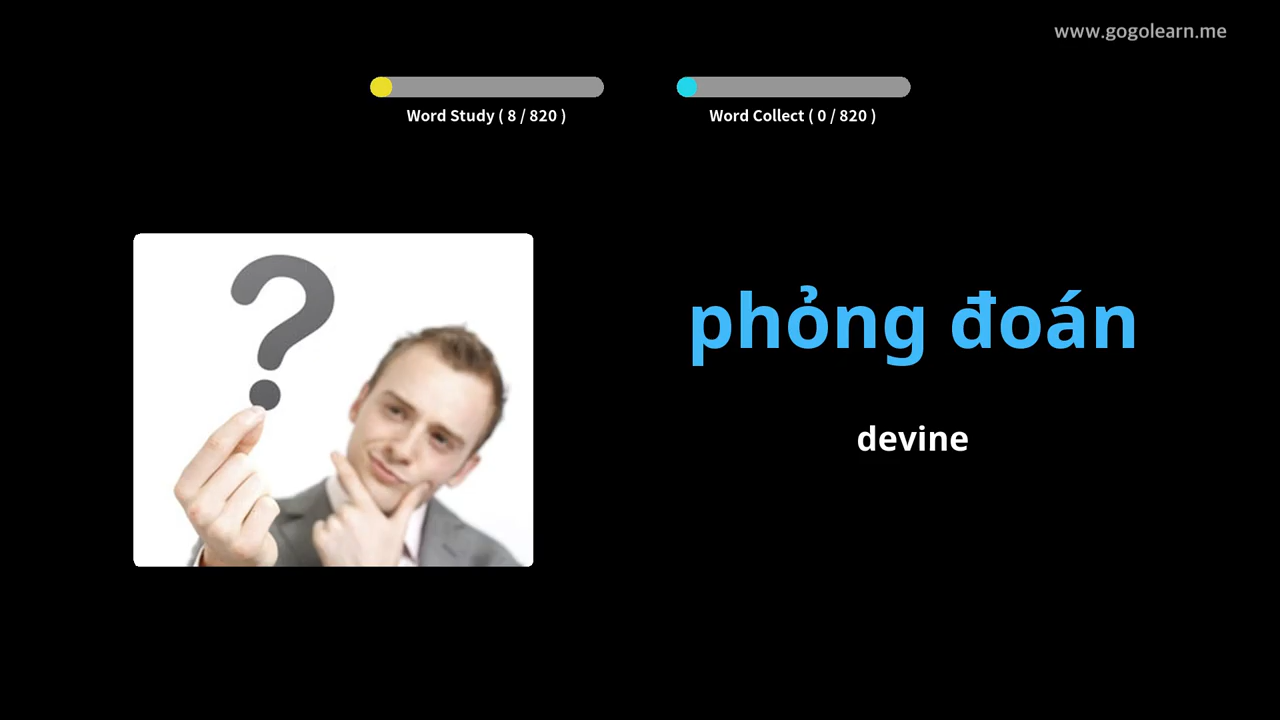 www.gogolearn.me
Word Study ( 8 / 820 )
Word Collect ( 0 / 820 )
phỏng đoán
devine